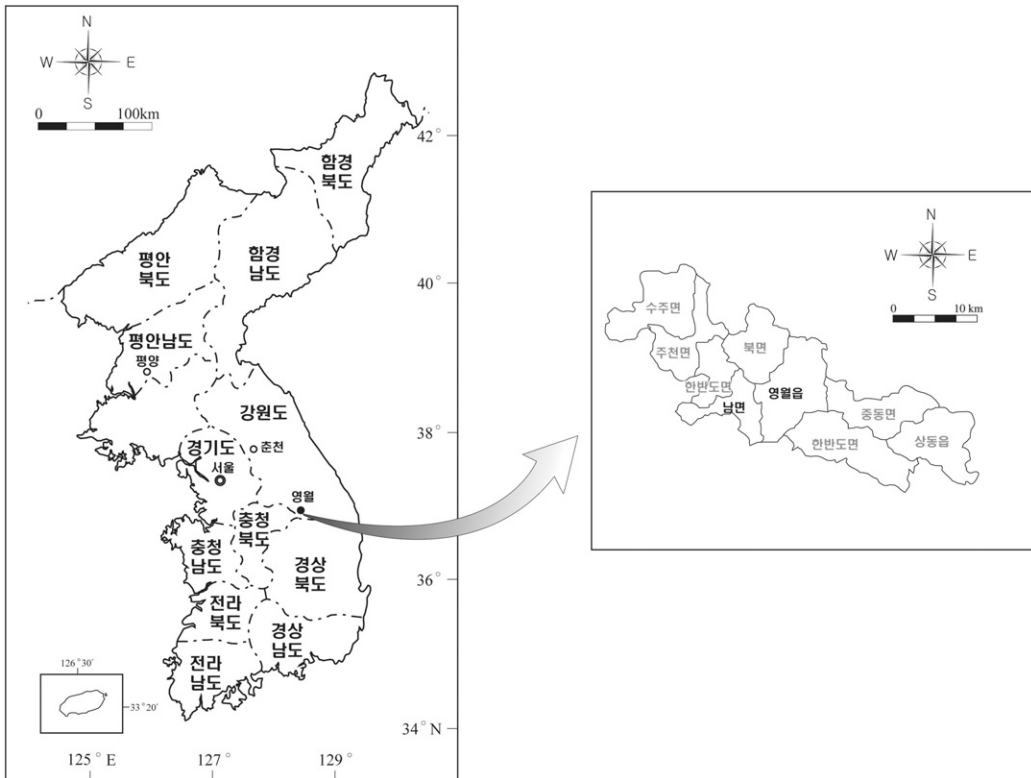 N
W E
S
0 100km
42°
함경
북도
평안
북도
함경
남도
40°
평안남도
평양
강원도
38°
경기도
춘천
서울
영월
충청
북도
충청
남도
경상
북도
36°
전라
북도
경상
남도
전라
남도
126°30′
33°20′
34°N
125°E 127° 129°
N
W E
S
0 10 km
수주면
북면
주천면
한반도면
영월읍
남면
중동면
한반도면
상동읍